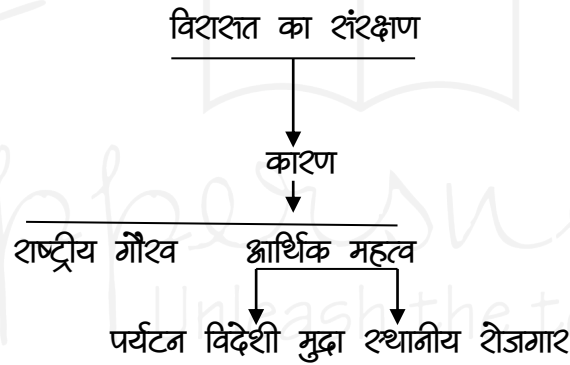 विरासत का संरक्षण
कारण
राष्ट्रीय गौरव आर्थिक महत्व
पर्यटन विदेशी मुद्रा स्थानीय रोजगार